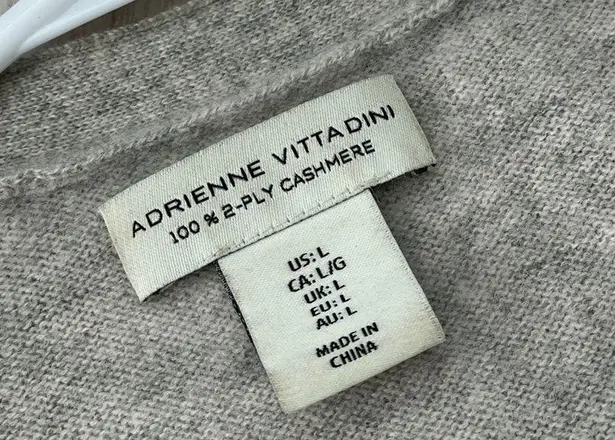 ADRIENNE VITTADINI
100 % 2-PLY CASHMERE
US: L
CA: L/G
UK: L
EU: L
AU: L
MADE IN
CHINA